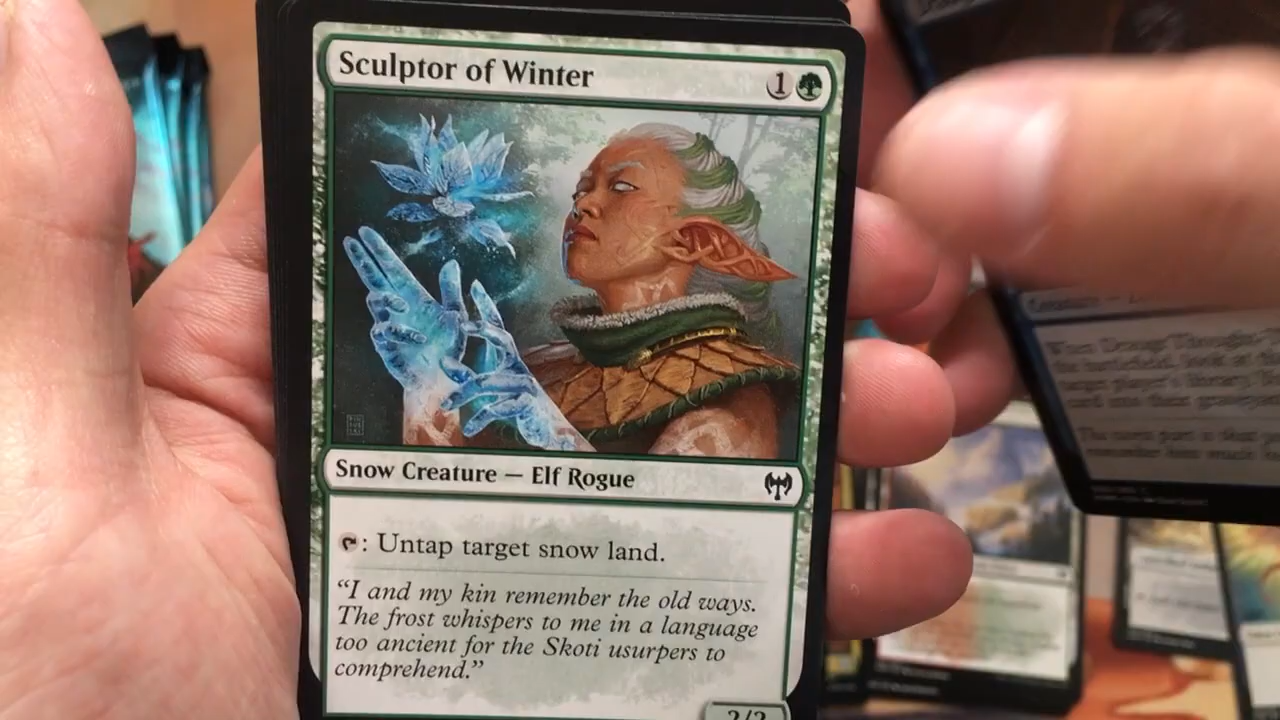 Sculptor of Winter
1
Snow Creature — Elf Rogue
: Untap target snow land.
“I and my kin remember the old ways.
The frost whispers to me in a language
too ancient for the Skoti usurpers to
comprehend.”
2/2